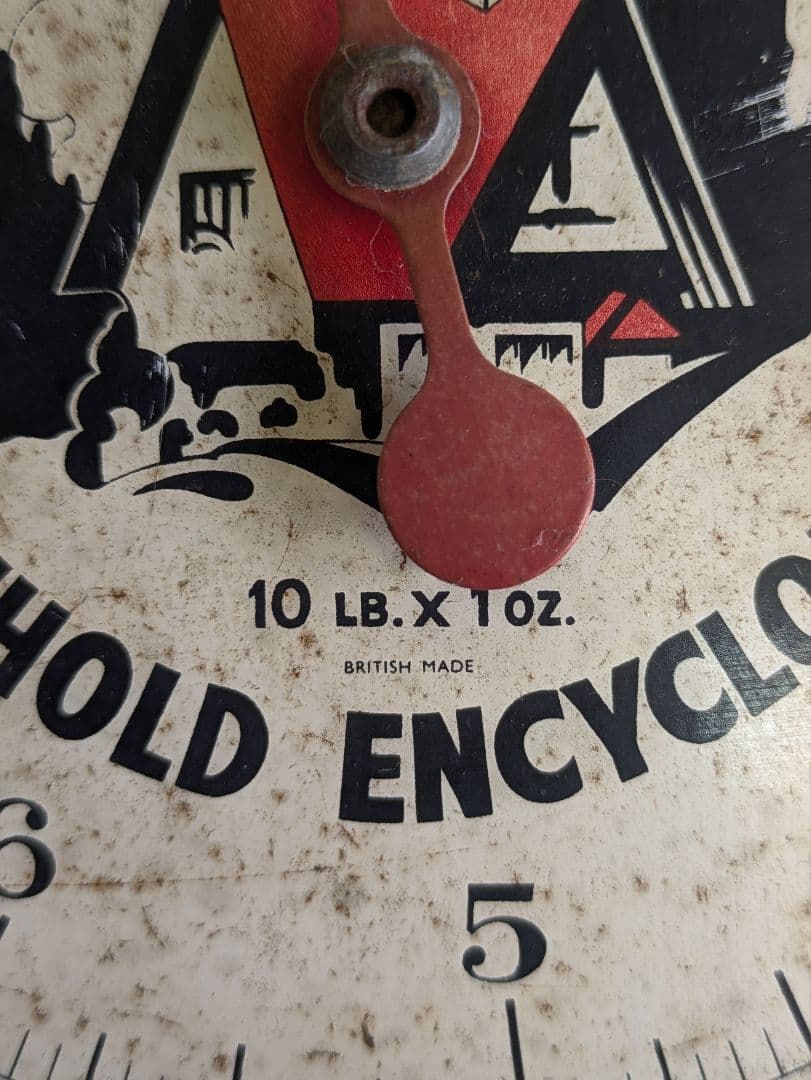 10 LB. X 1 OZ.
BRITISH MADE
HOLD ENCYCLO
6
5